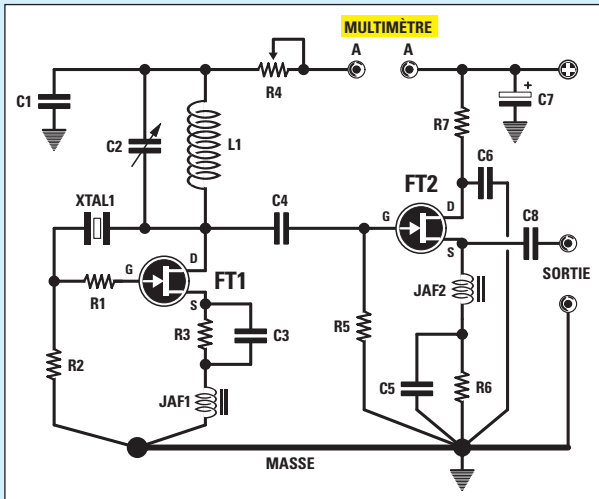 MULTIMÈTRE
A A
R4
C1
C2
L1
R7
C7
+
XTAL1
C4
FT2
C6
D
G
S
C8
SORTIE
R1
G
D
S
FT1
R2
R3
C3
R5
JAF2
JAF1
C5
R6
MASSE